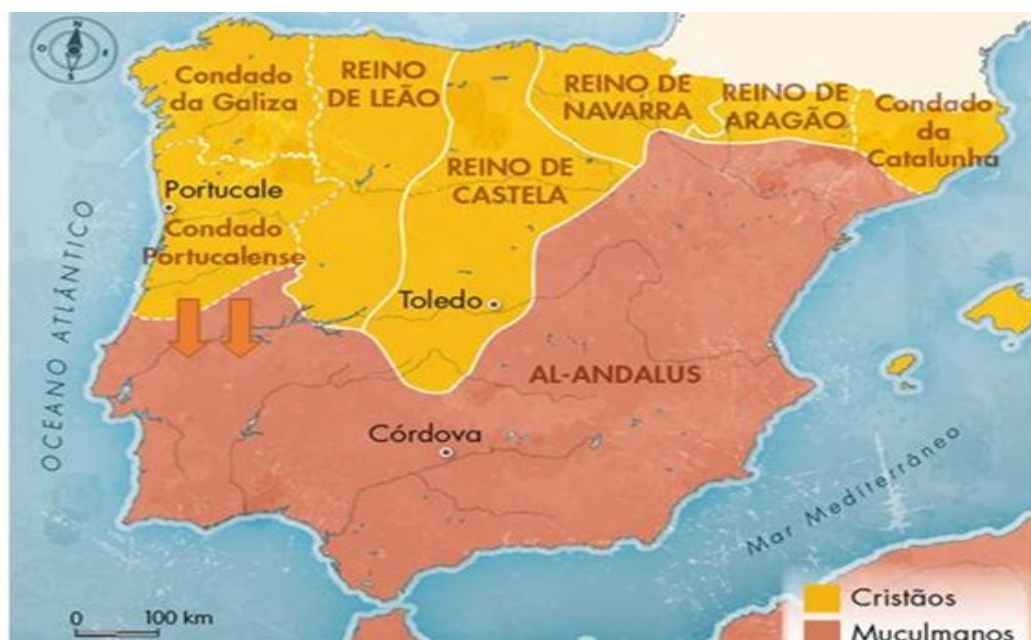 N
O
E
S
Condado
da Galiza
REINO
DE LEÃO
REINO DE
NAVARRA
REINO DE
ARAGÃO
Condado
da
Catalunha
REINO DE
CASTELA
Portucale
Condado
Portucalense
Toledo
OCEANO ATLÂNTICO
AL-ANDALUS
Córdova
Mar Mediterrâneo
0 100 km
Cristãos
Muculmanos